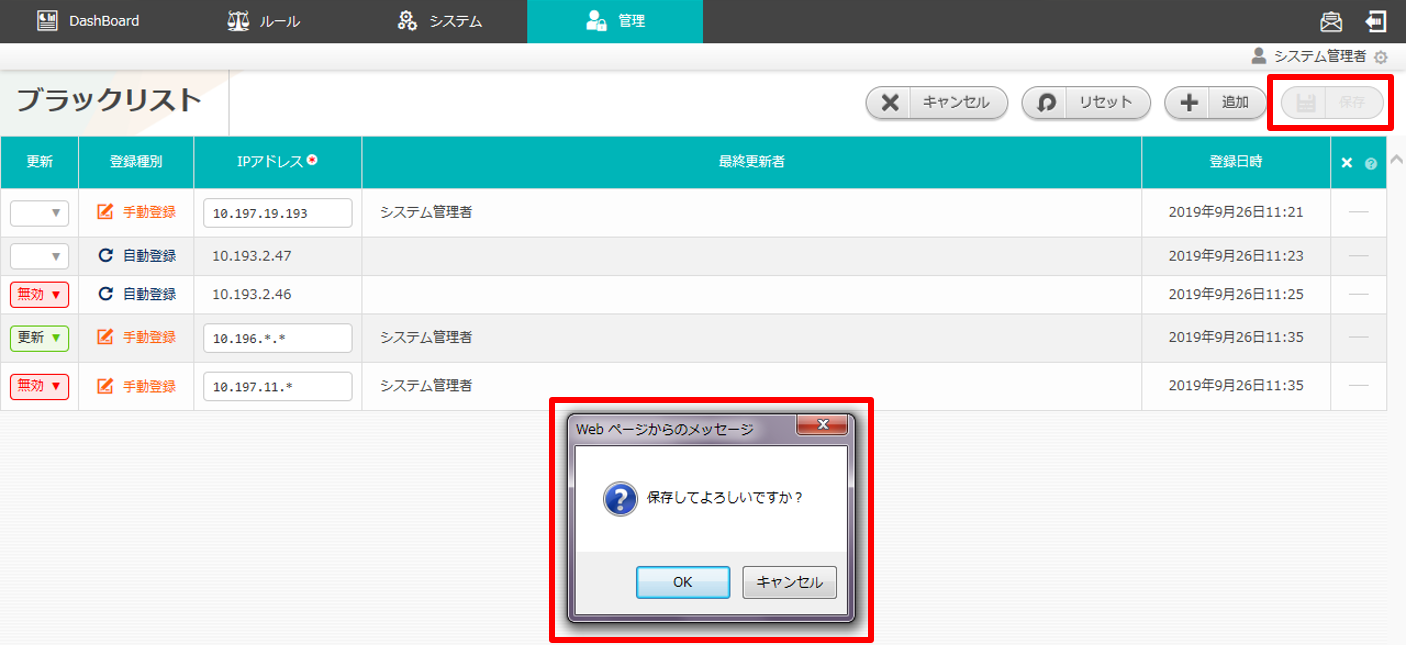 DashBoard ルール システム 管理
システム管理者
ブラックリスト キャンセル リセット 追加 保存
更新 登録種別 IPアドレス 最終更新者 登録日時 ×
▼ 手動登録 10.197.19.193 システム管理者 2019年9月26日11:21 —
▼ 自動登録 10.193.2.47 2019年9月26日11:23 —
無効 ▼ 自動登録 10.193.2.46 2019年9月26日11:25 —
更新 ▼ 手動登録 10.196.*.* システム管理者 2019年9月26日11:35 —
無効 ▼ 手動登録 10.197.11.* システム管理者 2019年9月26日11:35 —
Web ページからのメッセージ
保存してよろしいですか？
OK キャンセル